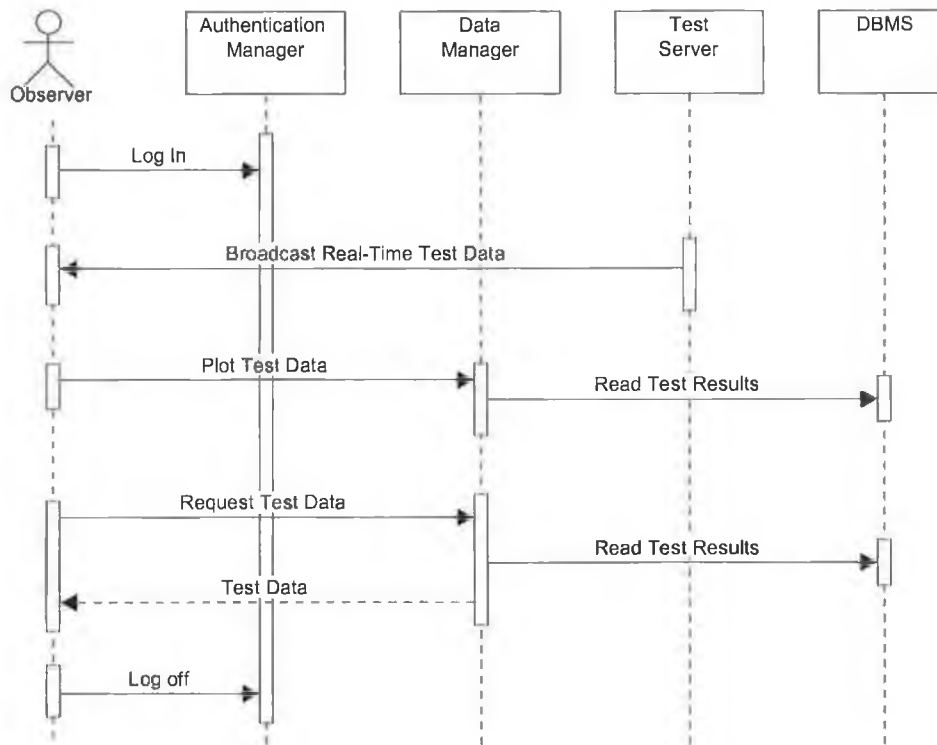 Authentication
Manager
Data
Manager
Test
Server
DBMS
Observer
Log In
Broadcast Real-Time Test Data
Plot Test Data
Read Test Results
Request Test Data
Read Test Results
Test Data
Log off